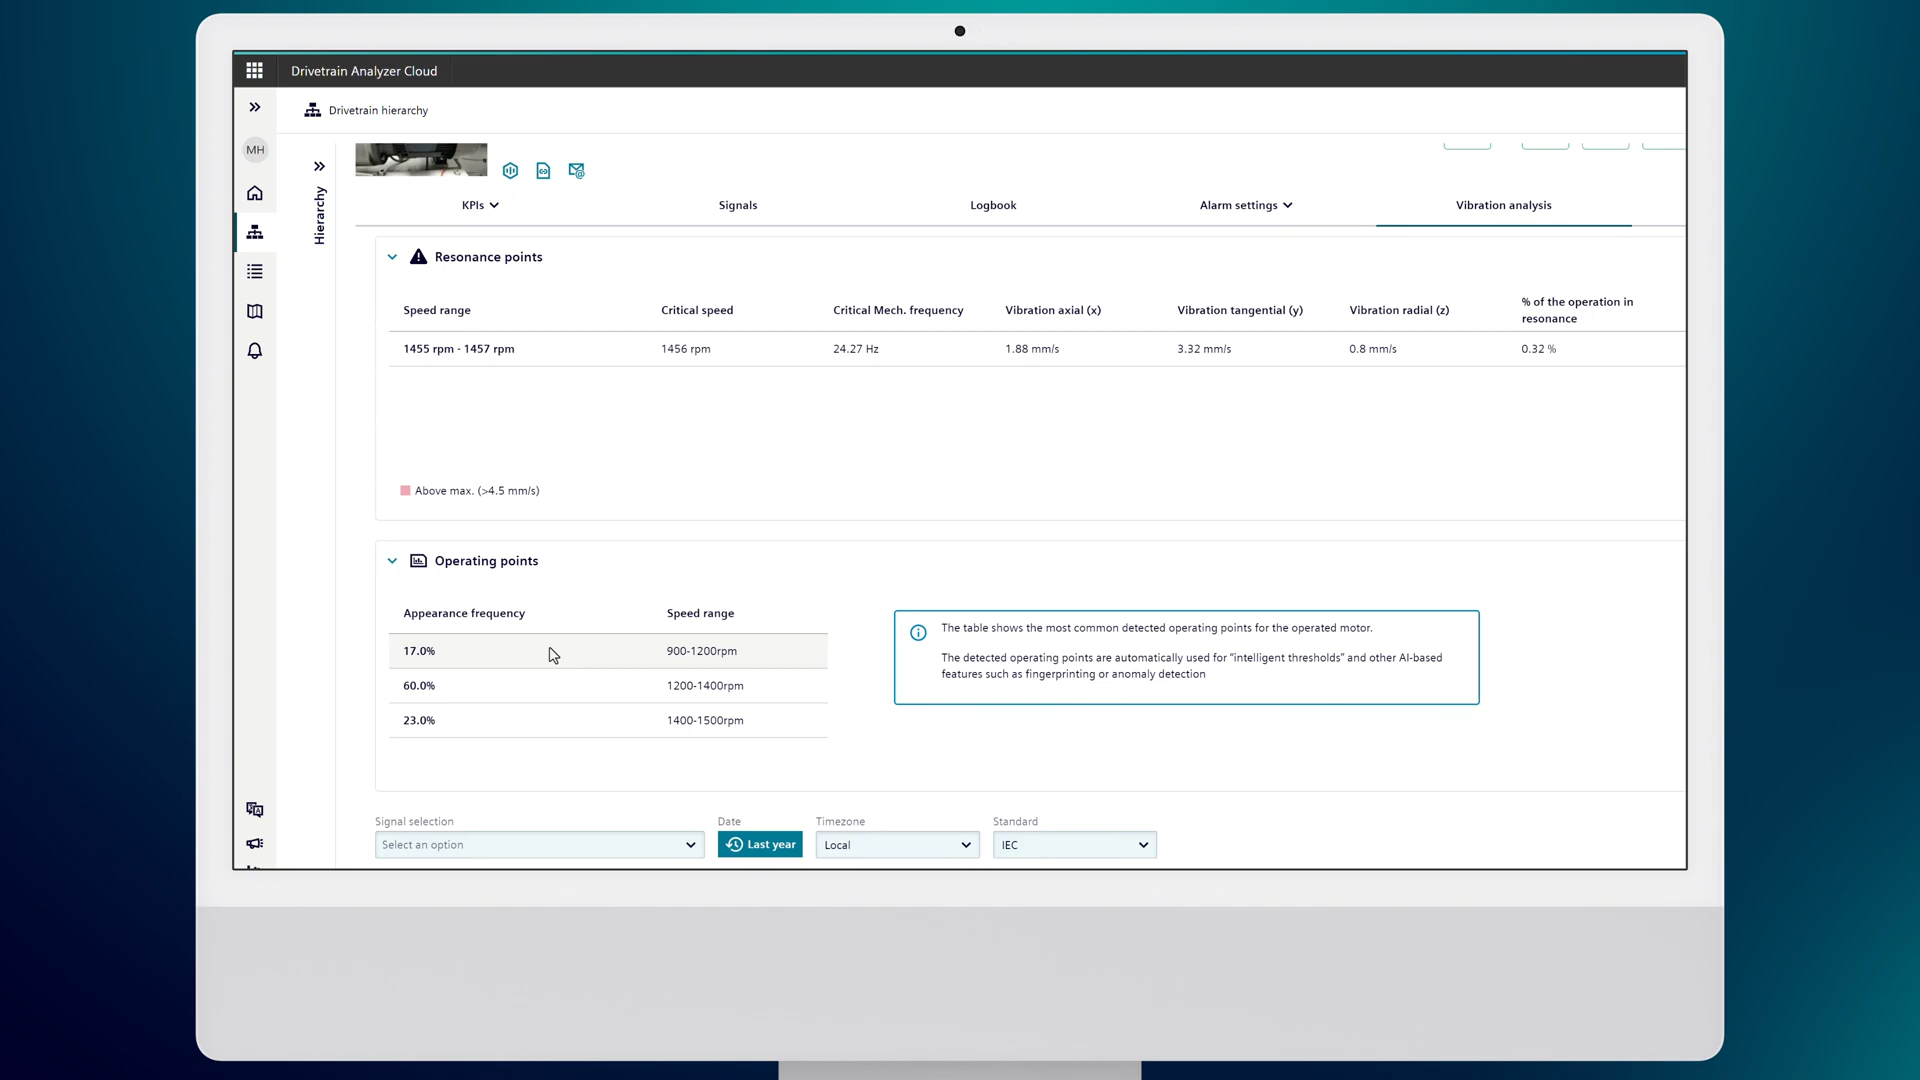 Drivetrain Analyzer Cloud
Drivetrain hierarchy
MH
Hierarchy
KPIs
Signals
Logbook
Alarm settings
Vibration analysis
Resonance points
Speed range
Critical speed
Critical Mech. frequency
Vibration axial (x)
Vibration tangential (y)
Vibration radial (z)
% of the operation in
resonance
1455 rpm - 1457 rpm
1456 rpm
24.27 Hz
1.88 mm/s
3.32 mm/s
0.8 mm/s
0.32 %
Above max. (>4.5 mm/s)
Operating points
Appearance frequency
Speed range
17.0%
900-1200rpm
60.0%
1200-1400rpm
23.0%
1400-1500rpm
The table shows the most common detected operating points for the operated motor.
The detected operating points are automatically used for "intelligent thresholds" and other AI-based
features such as fingerprinting or anomaly detection
Signal selection
Date
Timezone
Standard
Select an option
Last year
Local
IEC